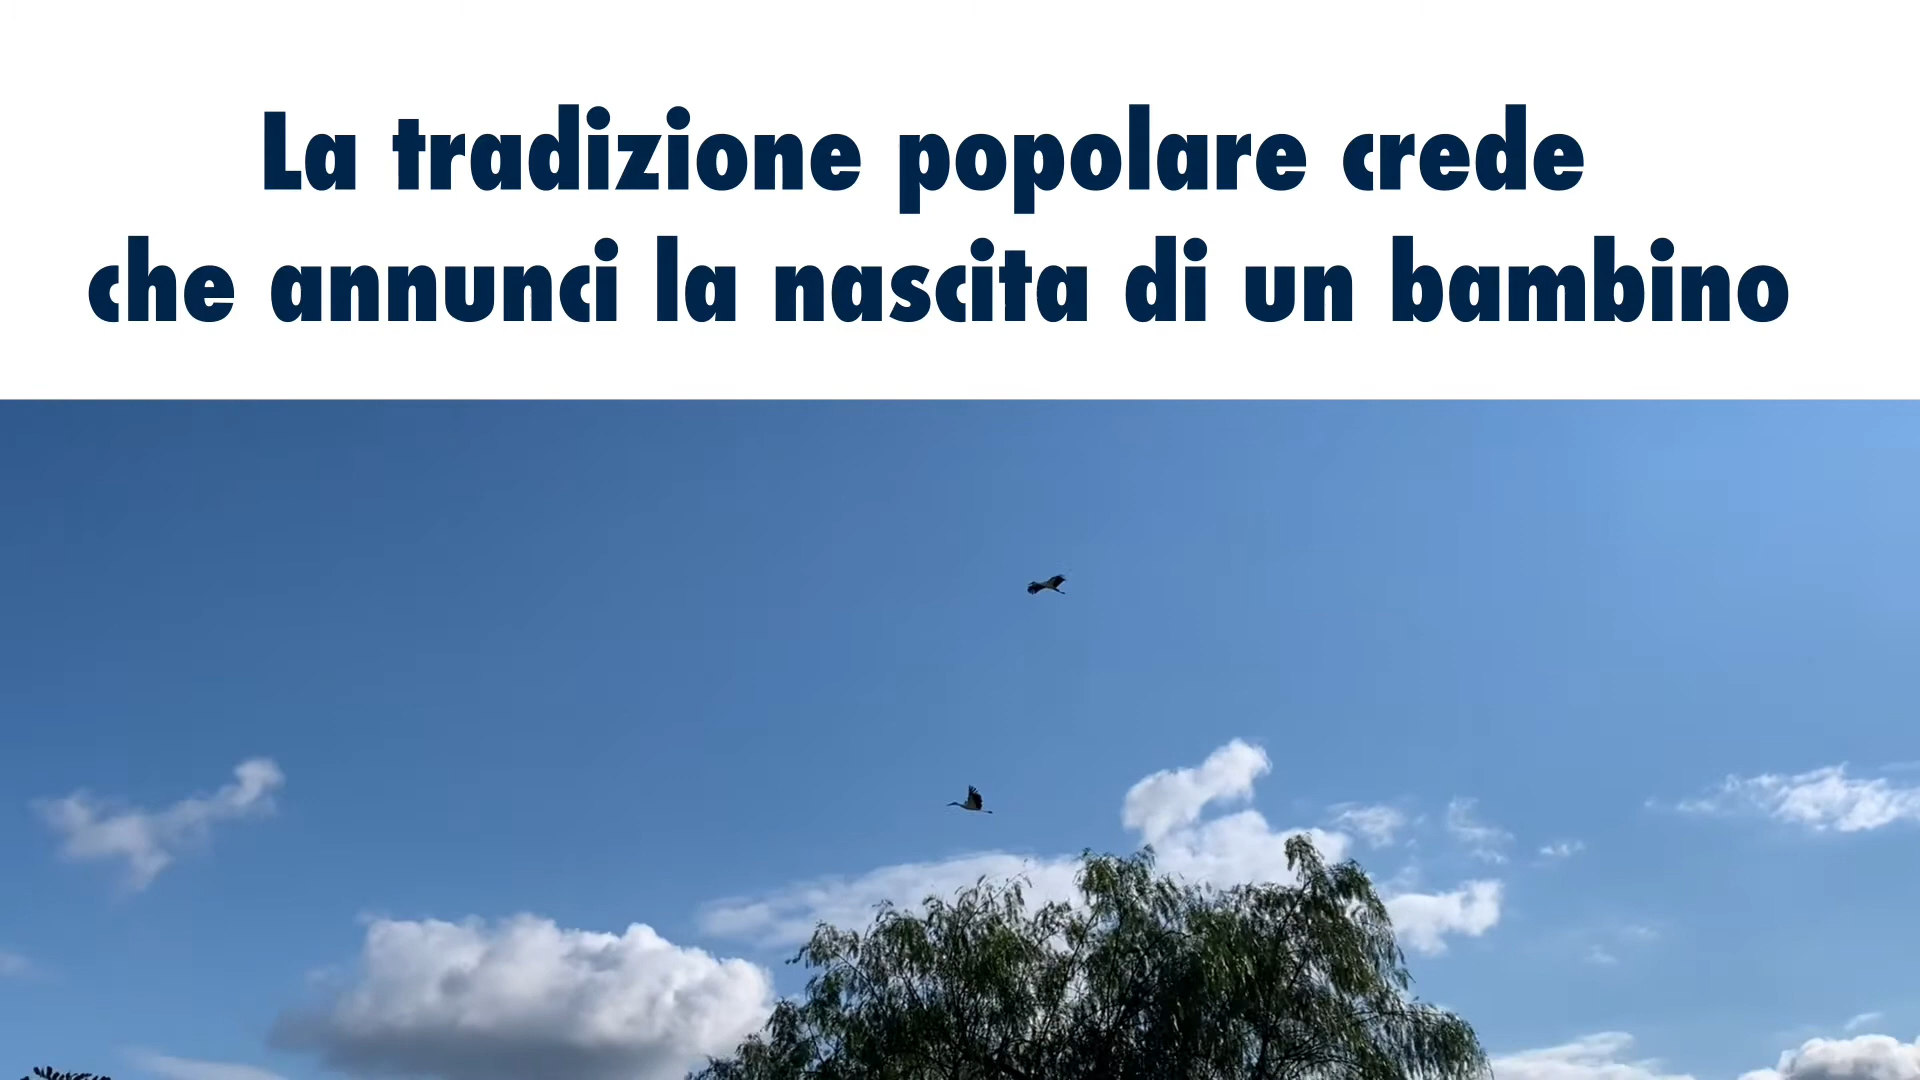 La tradizione popolare crede
che annunci la nascita di un bambino